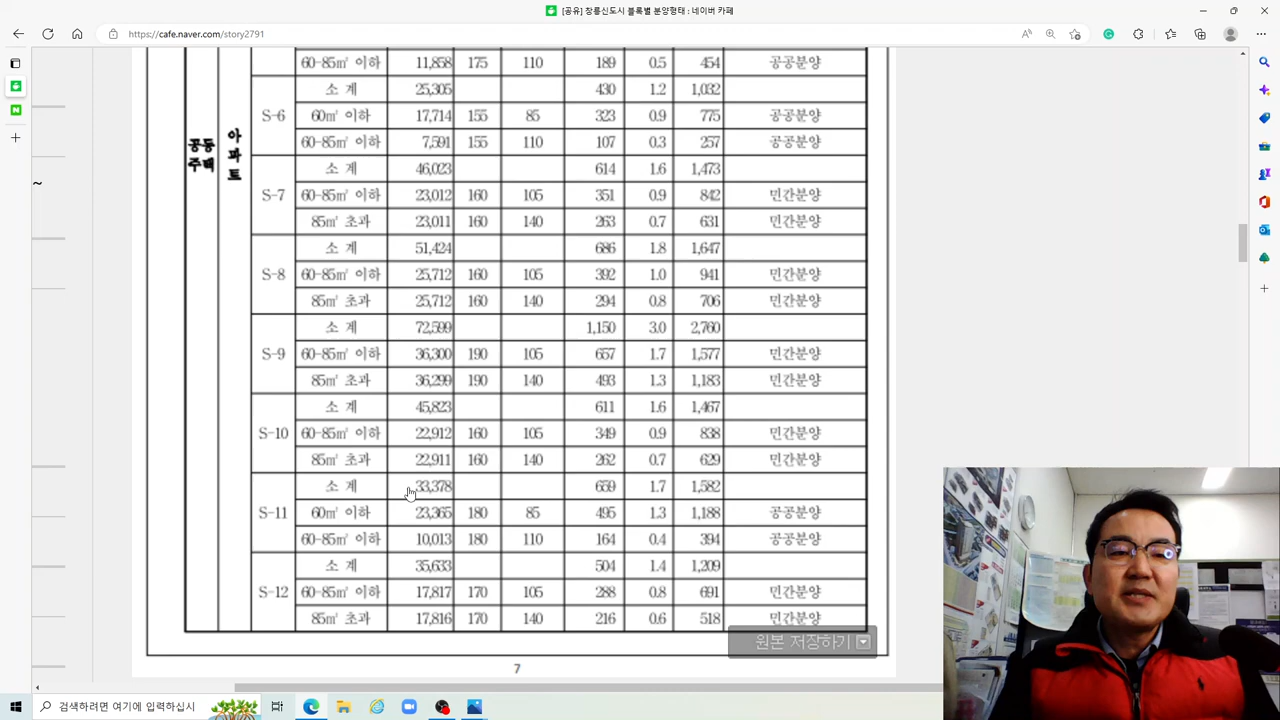 [공유] 창릉신도시 블록별 분양형태 : 네이버 카페
https://cafe.naver.com/story2791
60-85㎡ 이하 11,858 175 110 189 0.5 454 공공분양
공동주택 아파트
S-6
소 계 25,305 430 1.2 1,032
60㎡ 이하 17,714 155 85 323 0.9 775 공공분양
60-85㎡ 이하 7,591 155 110 107 0.3 257 공공분양
S-7
소 계 46,023 614 1.6 1,473
60-85㎡ 이하 23,012 160 105 351 0.9 842 민간분양
85㎡ 초과 23,011 160 140 263 0.7 631 민간분양
S-8
소 계 51,424 686 1.8 1,647
60-85㎡ 이하 25,712 160 105 392 1.0 941 민간분양
85㎡ 초과 25,712 160 140 294 0.8 706 민간분양
S-9
소 계 72,599 1,150 3.0 2,760
60-85㎡ 이하 36,300 190 105 657 1.7 1,577 민간분양
85㎡ 초과 36,299 190 140 493 1.3 1,183 민간분양
S-10
소 계 45,823 611 1.6 1,467
60-85㎡ 이하 22,912 160 105 349 0.9 838 민간분양
85㎡ 초과 22,911 160 140 262 0.7 629 민간분양
S-11
소 계 33,378 659 1.7 1,582
60㎡ 이하 23,365 180 85 495 1.3 1,188 공공분양
60-85㎡ 이하 10,013 180 110 164 0.4 394 공공분양
S-12
소 계 35,633 504 1.4 1,209
60-85㎡ 이하 17,817 170 105 288 0.8 691 민간분양
85㎡ 초과 17,816 170 140 216 0.6 518 민간분양
원본 저장하기
7
~
검색하려면 여기에 입력하십시